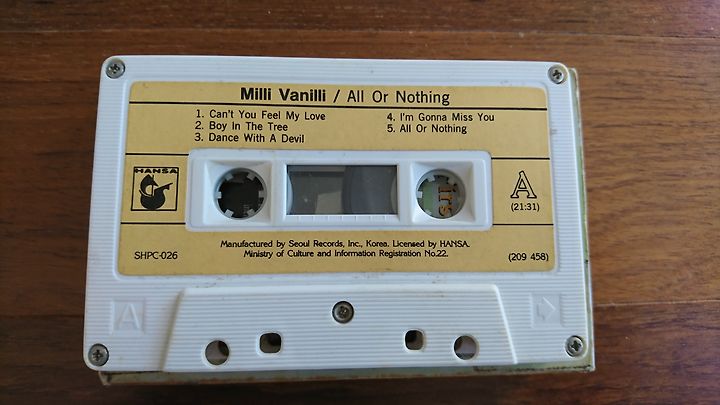 Milli Vanilli / All Or Nothing
1. Can't You Feel My Love
2. Boy In The Tree
3. Dance With A Devil
4. I'm Gonna Miss You
5. All Or Nothing
HANSA
A
(21:31)
irs
Manufactured by Seoul Records, Inc., Korea. Licensed by HANSA.
SHPC-026
Ministry of Culture and Information Registration No.22.
(209 458)
A